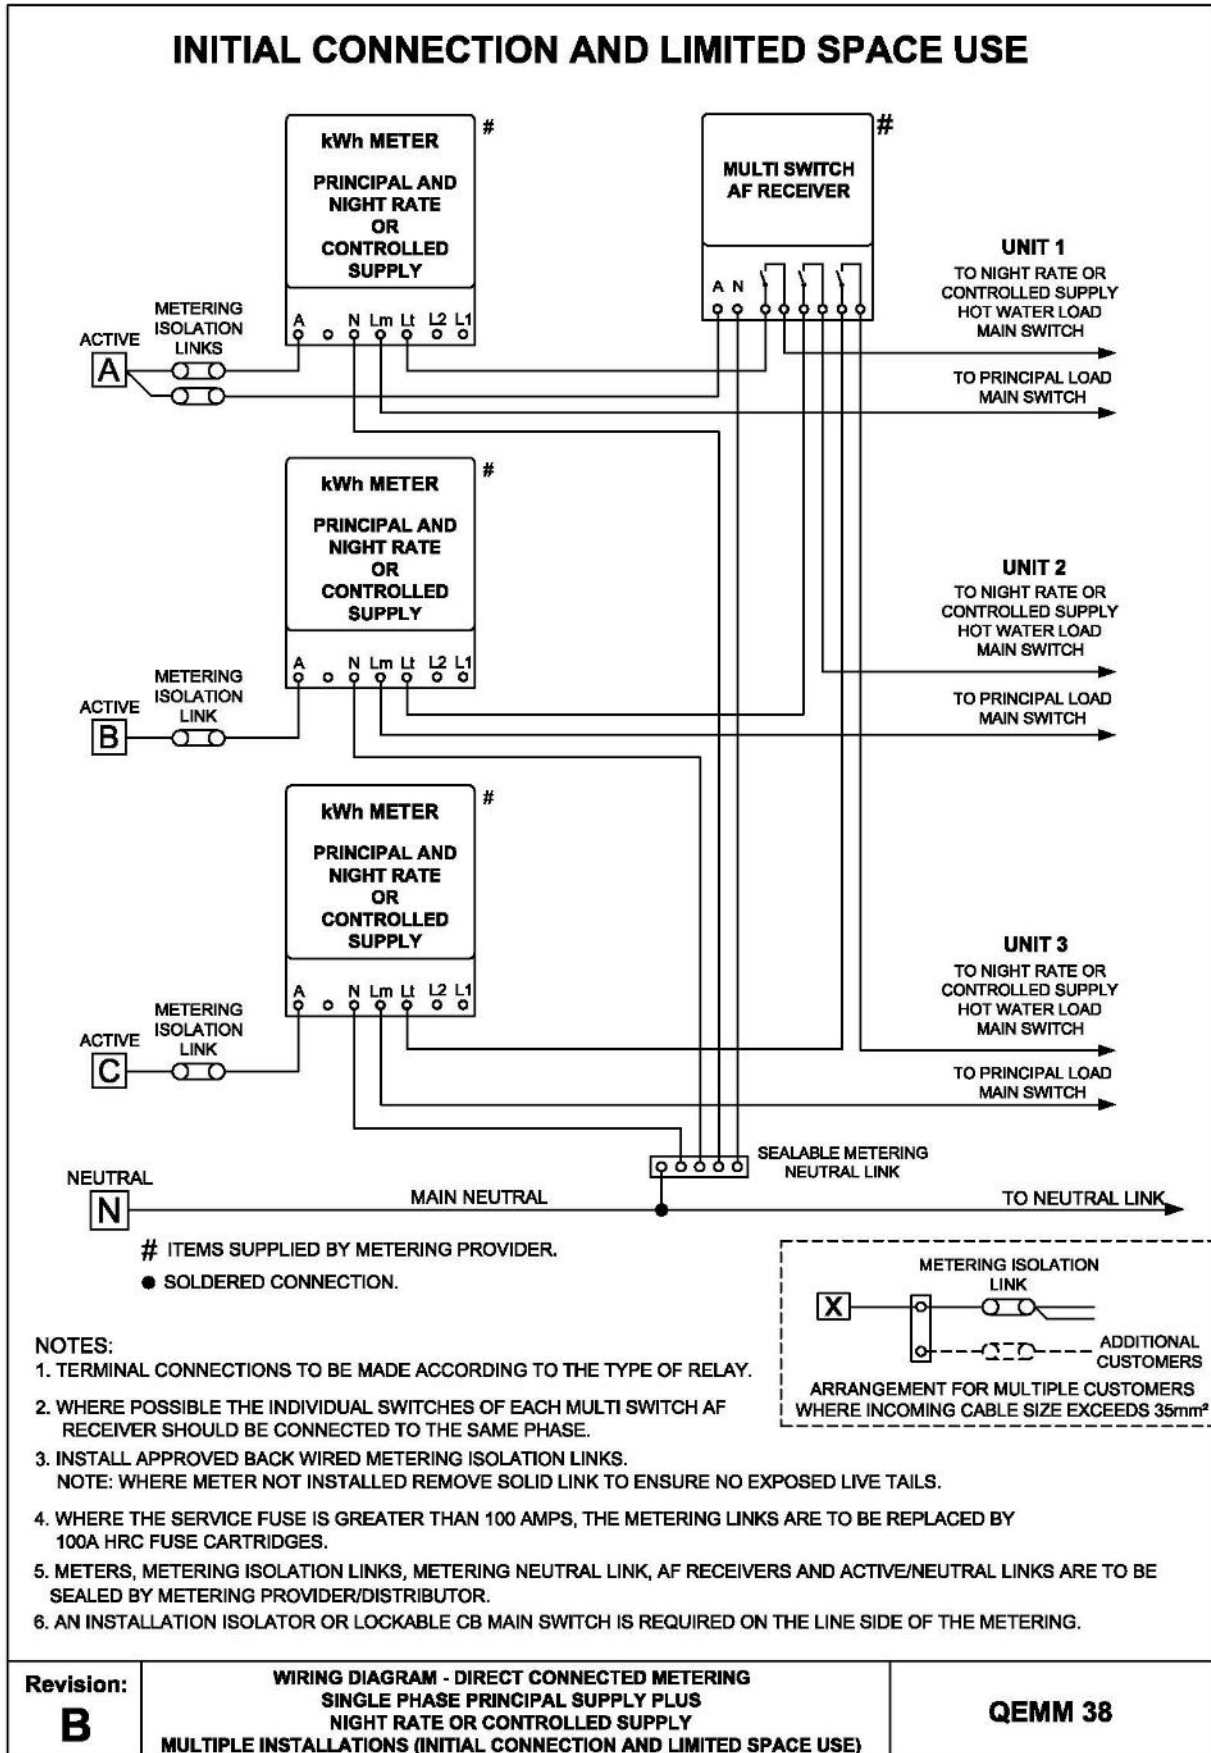 INITIAL CONNECTION AND LIMITED SPACE USE
kWh METER
#
PRINCIPAL AND
NIGHT RATE
OR
CONTROLLED
SUPPLY
A N Lm Lt L2 L1
MULTI SWITCH
AF RECEIVER
#
A N
METERING
ISOLATION
LINKS
ACTIVE
A
UNIT 1
TO NIGHT RATE OR
CONTROLLED SUPPLY
HOT WATER LOAD
MAIN SWITCH
TO PRINCIPAL LOAD
MAIN SWITCH
kWh METER
#
PRINCIPAL AND
NIGHT RATE
OR
CONTROLLED
SUPPLY
A N Lm Lt L2 L1
METERING
ISOLATION
LINK
ACTIVE
B
UNIT 2
TO NIGHT RATE OR
CONTROLLED SUPPLY
HOT WATER LOAD
MAIN SWITCH
TO PRINCIPAL LOAD
MAIN SWITCH
kWh METER
#
PRINCIPAL AND
NIGHT RATE
OR
CONTROLLED
SUPPLY
A N Lm Lt L2 L1
METERING
ISOLATION
LINK
ACTIVE
C
UNIT 3
TO NIGHT RATE OR
CONTROLLED SUPPLY
HOT WATER LOAD
MAIN SWITCH
TO PRINCIPAL LOAD
MAIN SWITCH
SEALABLE METERING
NEUTRAL LINK
NEUTRAL
N
MAIN NEUTRAL
TO NEUTRAL LINK
# ITEMS SUPPLIED BY METERING PROVIDER.
● SOLDERED CONNECTION.
METERING ISOLATION
LINK
X
ADDITIONAL
CUSTOMERS
ARRANGEMENT FOR MULTIPLE CUSTOMERS
WHERE INCOMING CABLE SIZE EXCEEDS 35mm²
NOTES:
1. TERMINAL CONNECTIONS TO BE MADE ACCORDING TO THE TYPE OF RELAY.
2. WHERE POSSIBLE THE INDIVIDUAL SWITCHES OF EACH MULTI SWITCH AF
RECEIVER SHOULD BE CONNECTED TO THE SAME PHASE.
3. INSTALL APPROVED BACK WIRED METERING ISOLATION LINKS.
NOTE: WHERE METER NOT INSTALLED REMOVE SOLID LINK TO ENSURE NO EXPOSED LIVE TAILS.
4. WHERE THE SERVICE FUSE IS GREATER THAN 100 AMPS, THE METERING LINKS ARE TO BE REPLACED BY
100A HRC FUSE CARTRIDGES.
5. METERS, METERING ISOLATION LINKS, METERING NEUTRAL LINK, AF RECEIVERS AND ACTIVE/NEUTRAL LINKS ARE TO BE
SEALED BY METERING PROVIDER/DISTRIBUTOR.
6. AN INSTALLATION ISOLATOR OR LOCKABLE CB MAIN SWITCH IS REQUIRED ON THE LINE SIDE OF THE METERING.
Revision:
B
WIRING DIAGRAM - DIRECT CONNECTED METERING
SINGLE PHASE PRINCIPAL SUPPLY PLUS
NIGHT RATE OR CONTROLLED SUPPLY
MULTIPLE INSTALLATIONS (INITIAL CONNECTION AND LIMITED SPACE USE)
QEMM 38